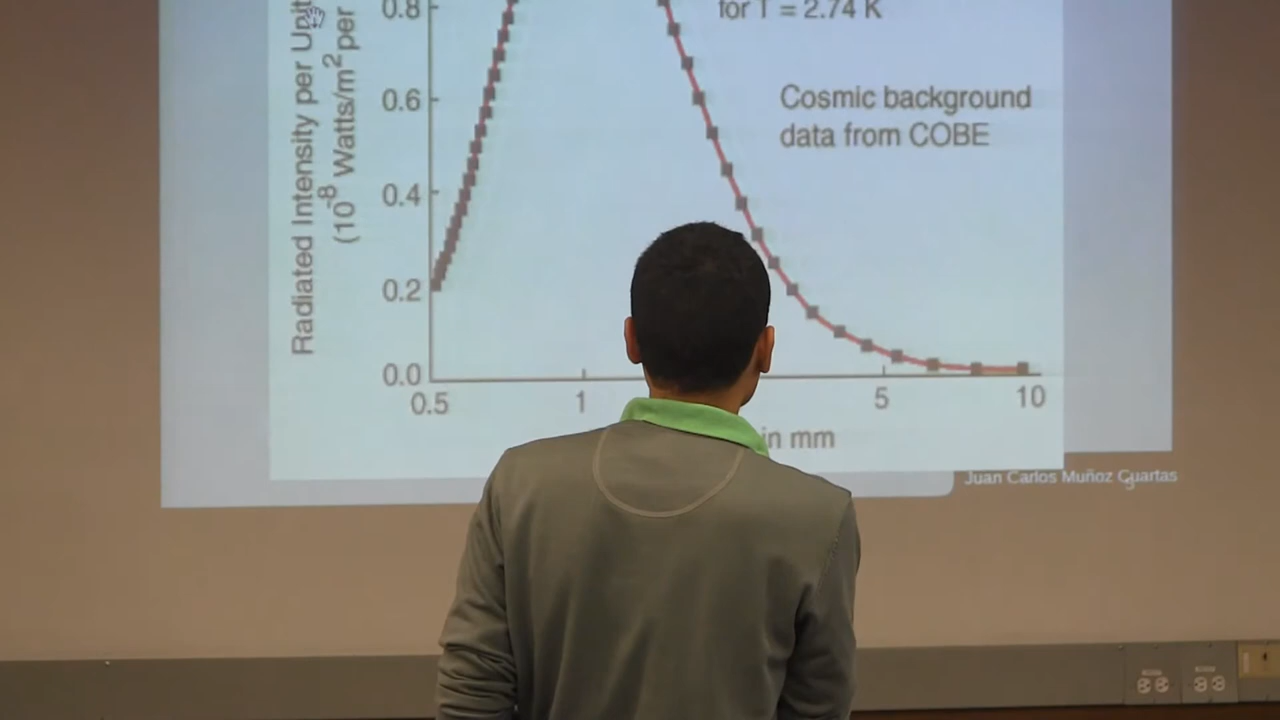 Radiated Intensity per Unit
(10⁻⁸ Watts/m² per
0.8
0.6
0.4
0.2
0.0
for T = 2.74 K
Cosmic background
data from COBE
0.5
1
5
10
in mm
Juan Carlos Muñoz Cuartas